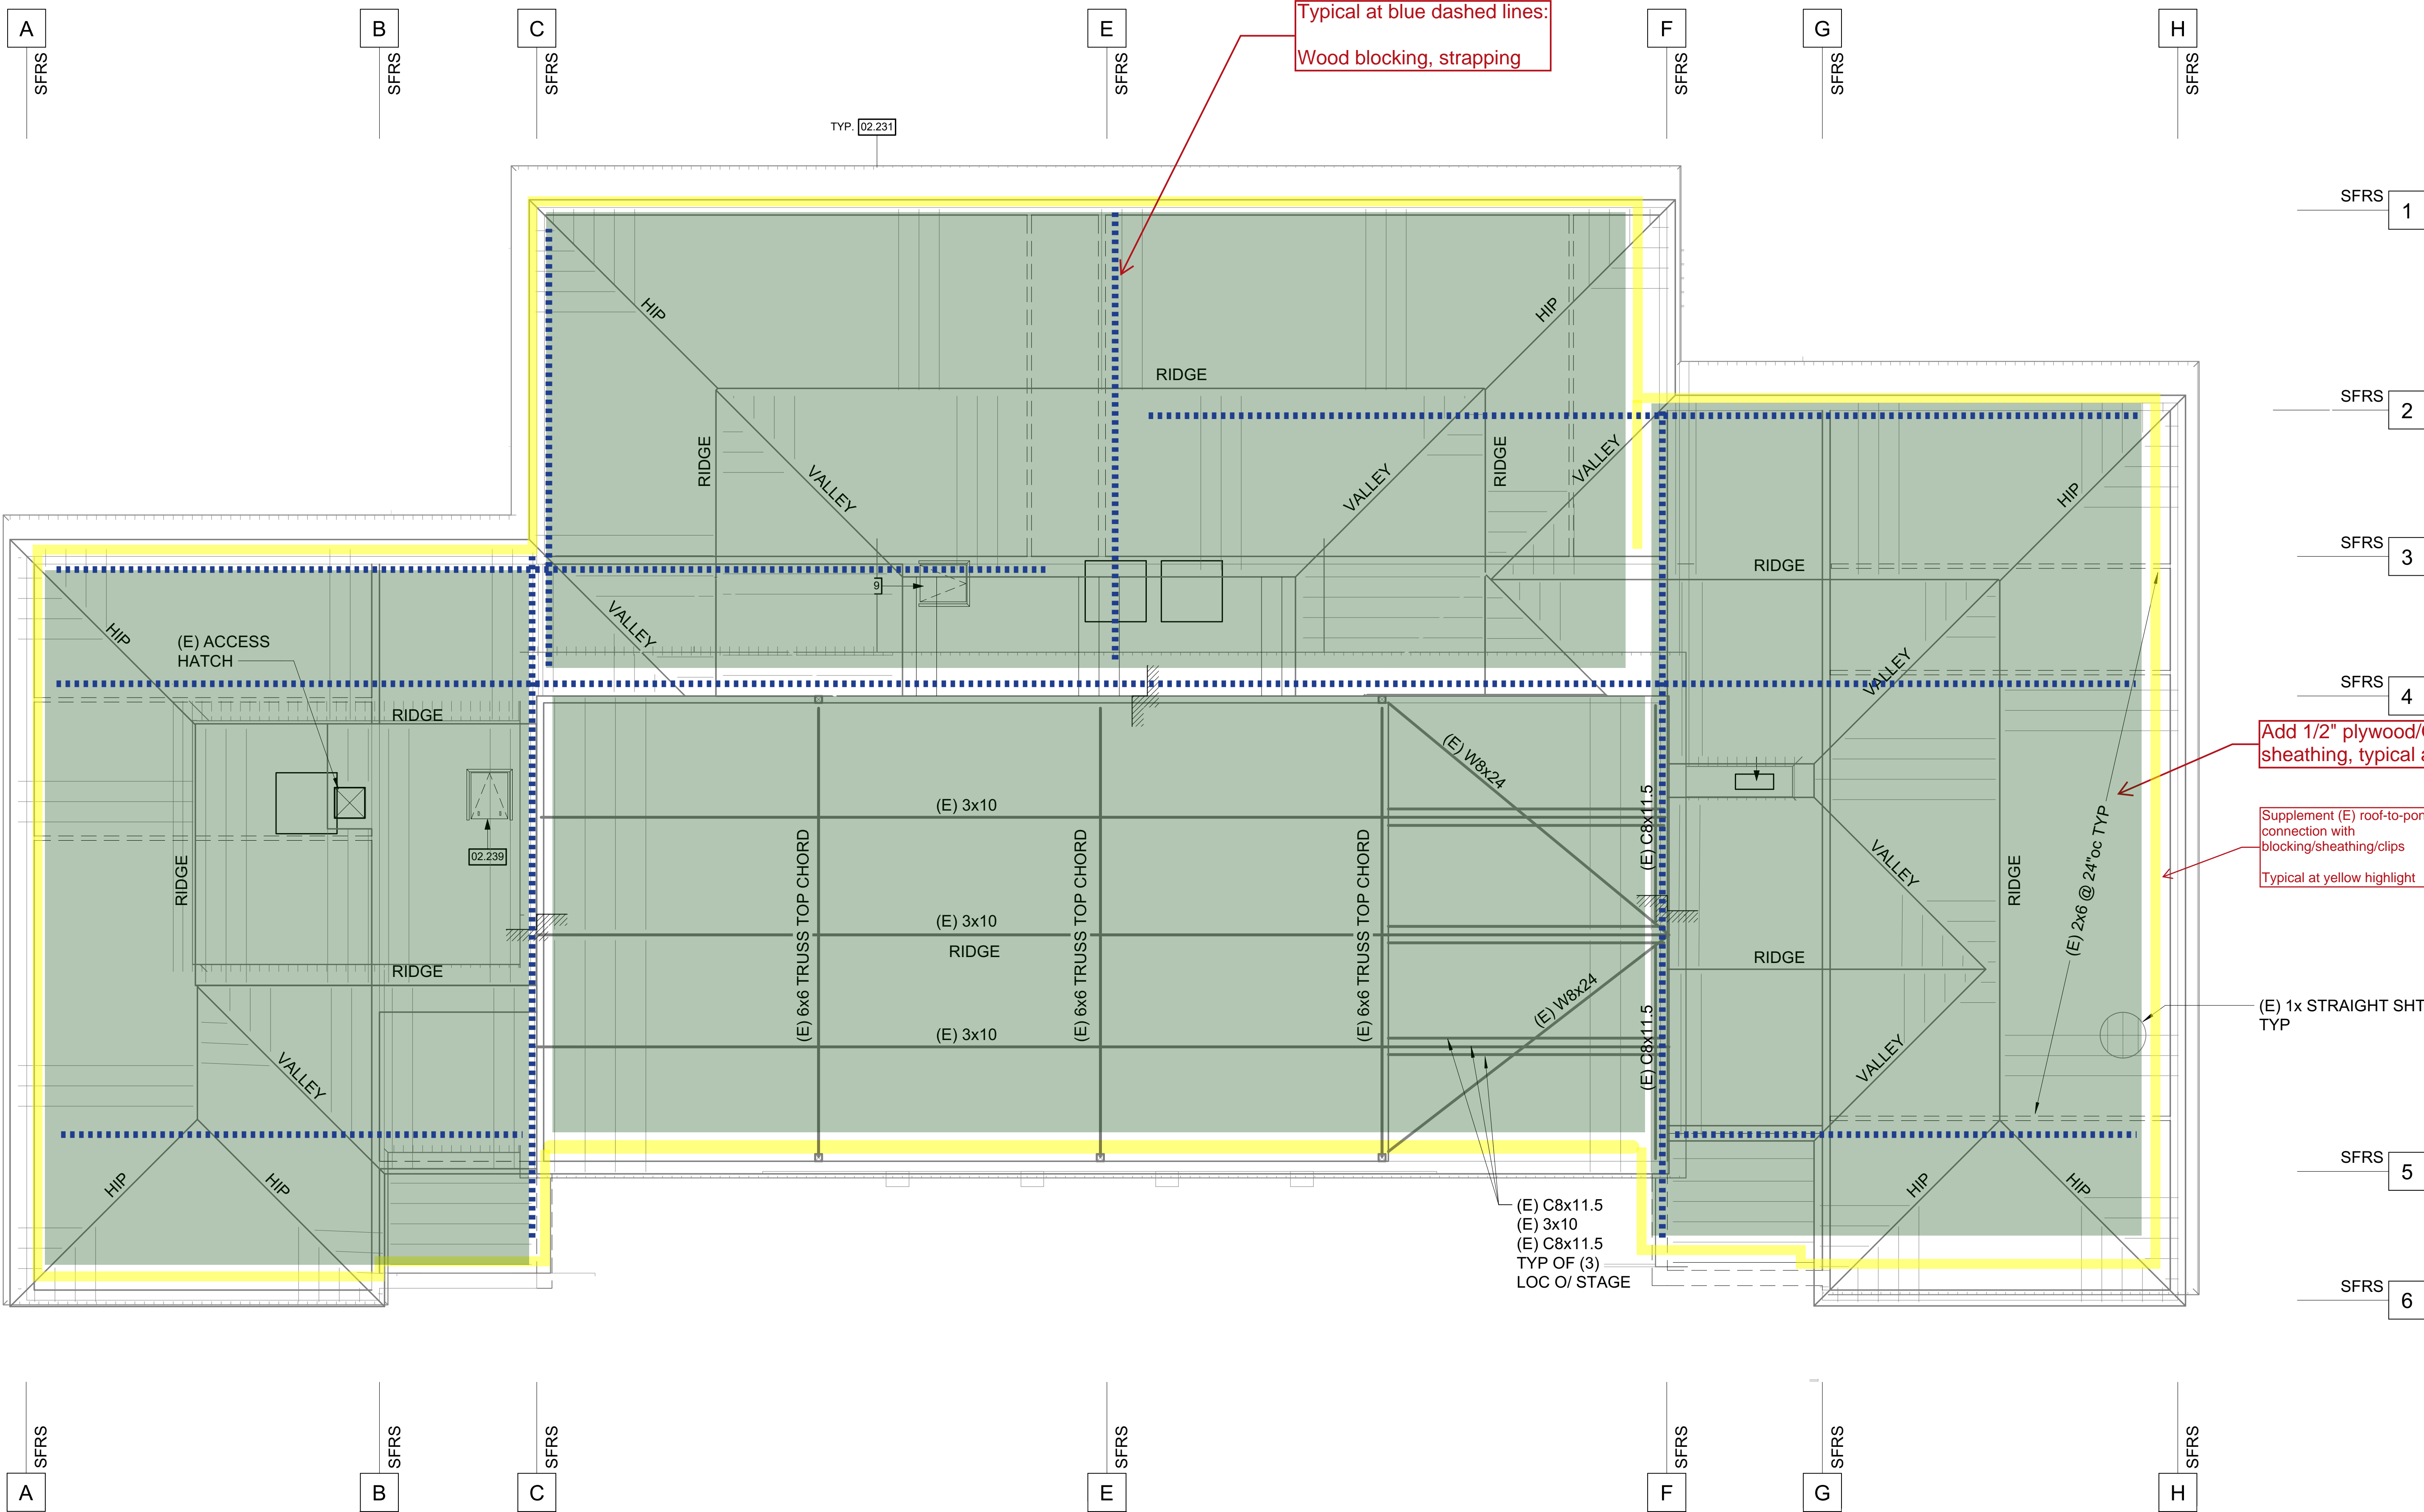 A
B
C
E
F
G
H
SFRS
SFRS
SFRS
SFRS
SFRS
SFRS
SFRS
Typical at blue dashed lines:
Wood blocking, strapping
TYP. 02.231
SFRS 1
HIP
HIP
RIDGE
SFRS 2
RIDGE
VALLEY
VALLEY
RIDGE
VALLEY
HIP
SFRS 3
RIDGE
9
VALLEY
HIP
(E) ACCESS
HATCH
VALLEY
SFRS 4
RIDGE
Add 1/2" plywood/
sheathing, typical
(E) W8x24
(E) C8x11.5
(E) 3x10
Supplement (E) roof-to-
connection with
blocking/sheathing/clips
Typical at yellow highlight
02.239
RIDGE
(E) 6x6 TRUSS TOP CHORD
(E) 6x6 TRUSS TOP CHORD
(E) 6x6 TRUSS TOP CHORD
VALLEY
RIDGE
(E) 2x6 @ 24"oc TYP
(E) 3x10
RIDGE
RIDGE
RIDGE
(E) W8x24
(E) C8x11.5
(E) 1x STRAIGHT SHT
TYP
(E) 3x10
VALLEY
VALLEY
HIP
HIP
HIP
HIP
SFRS 5
(E) C8x11.5
(E) 3x10
(E) C8x11.5
TYP OF (3)
LOC O/ STAGE
SFRS 6
SFRS
SFRS
SFRS
SFRS
SFRS
SFRS
SFRS
A
B
C
E
F
G
H